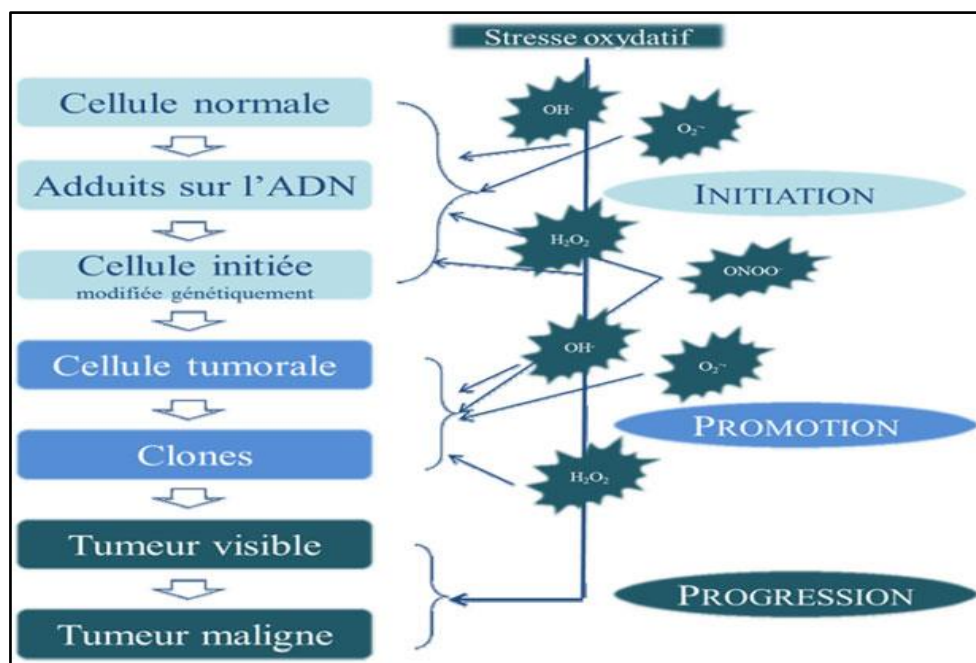 Stresse oxydatif
Cellule normale
OH·
O₂·⁻
Adduits sur l'ADN
INITIATION
H₂O₂
Cellule initiée
modifiée génétiquement
ONOO⁻
OH·
Cellule tumorale
O₂·⁻
PROMOTION
Clones
H₂O₂
Tumeur visible
PROGRESSION
Tumeur maligne